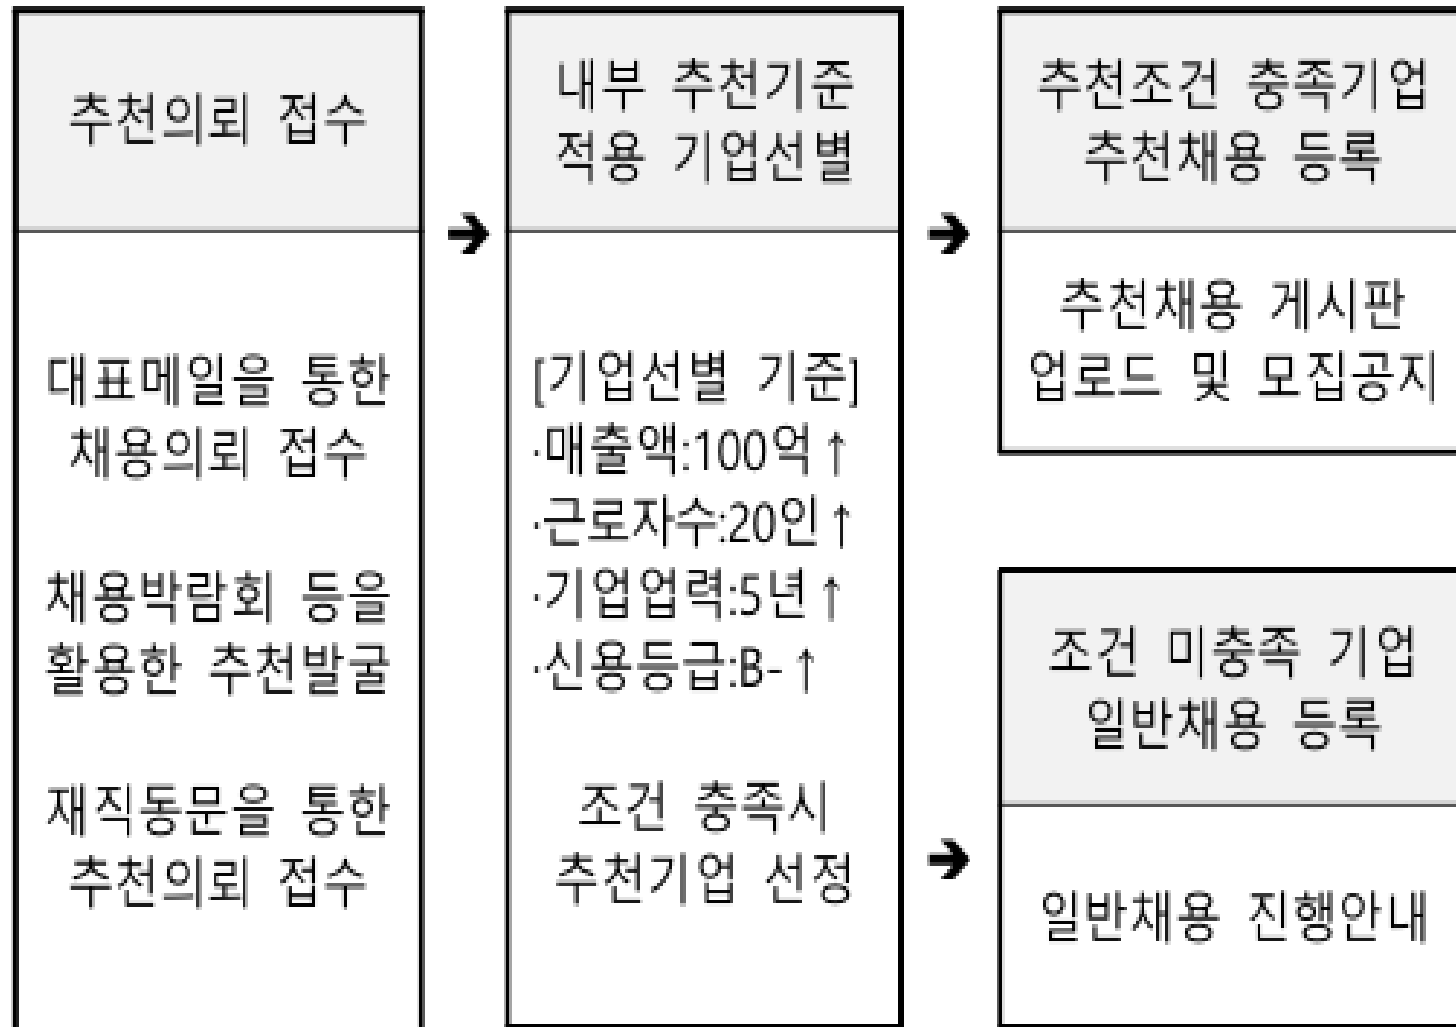 추천의뢰 접수
대표메일을 통한
채용의뢰 접수
채용박람회 등을
활용한 추천발굴
재직동문을 통한
추천의뢰 접수
➔
내부 추천기준
적용 기업선별
[기업선별 기준]
·매출액:100억↑
·근로자수:20인↑
·기업업력:5년↑
·신용등급:B-↑
조건 충족시
추천기업 선정
➔
추천조건 충족기업
추천채용 등록
추천채용 게시판
업로드 및 모집공지
➔
조건 미충족 기업
일반채용 등록
일반채용 진행안내